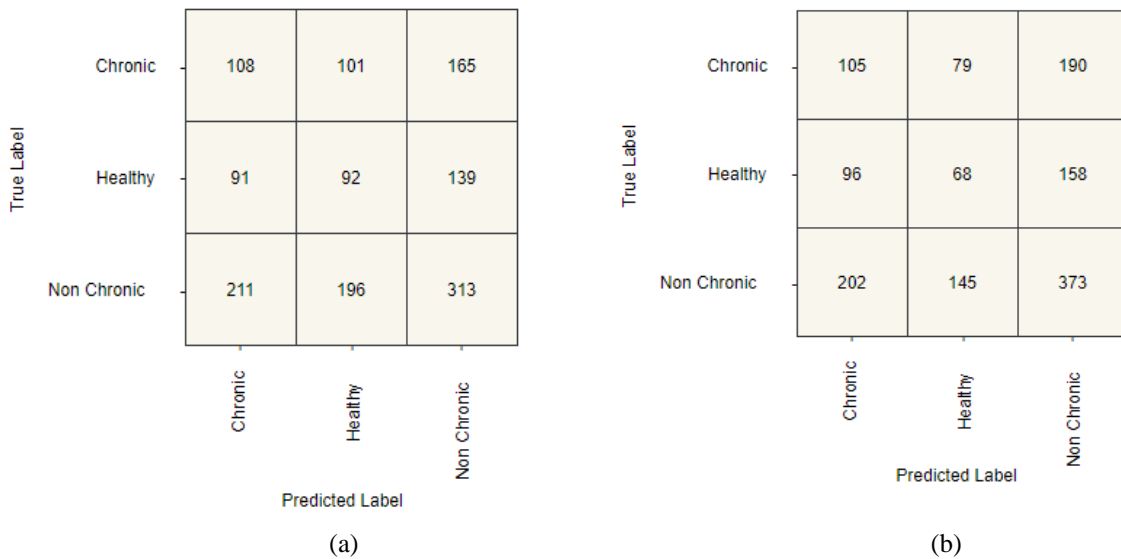 Chronic 108 101 165
Healthy 91 92 139
Non Chronic 211 196 313
True Label
Chronic Healthy Non Chronic
Predicted Label
(a)
Chronic 105 79 190
Healthy 96 68 158
Non Chronic 202 145 373
True Label
Chronic Healthy Non Chronic
Predicted Label
(b)